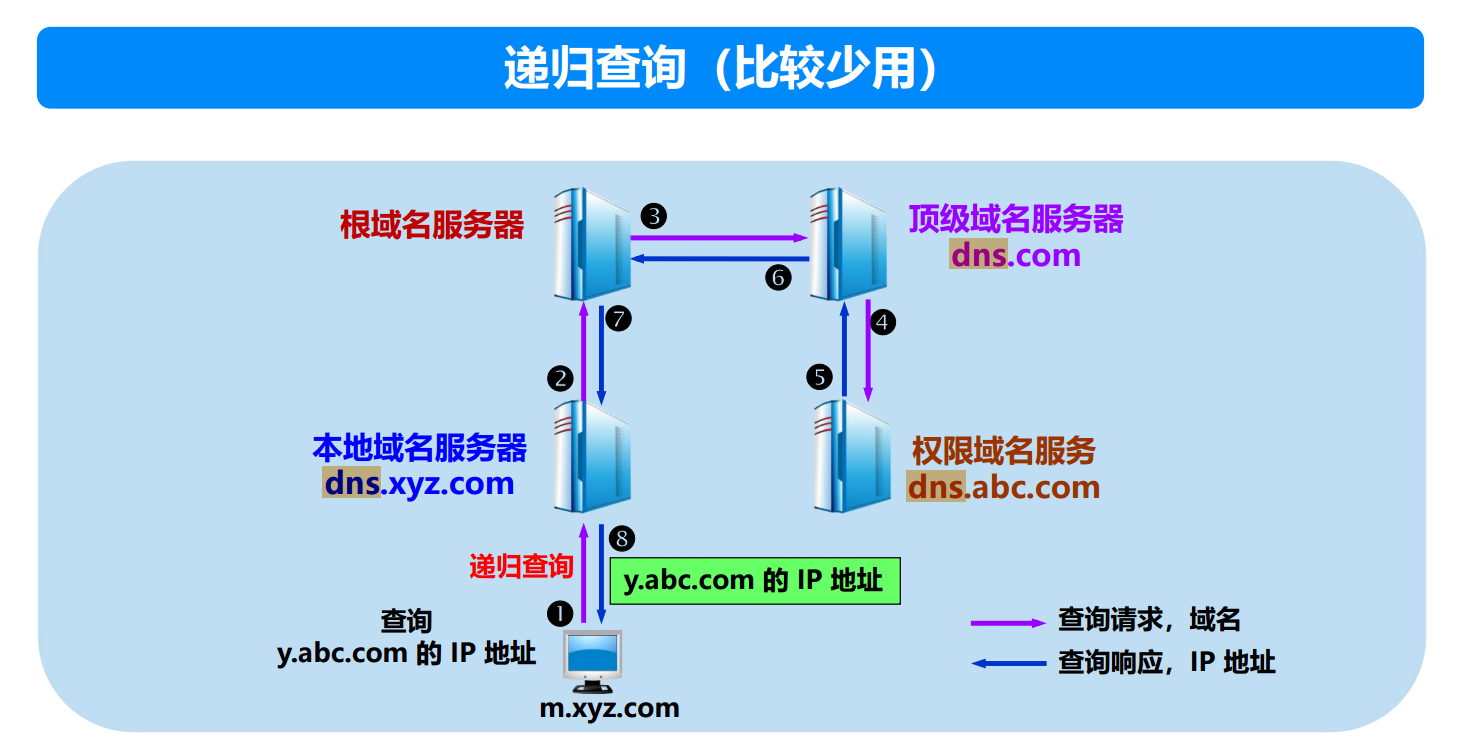 递归查询（比较少用）
根域名服务器
❸
顶级域名服务器
dns.com
❻
❼
❹
❷
❺
本地域名服务器
dns.xyz.com
权限域名服务
dns.abc.com
递归查询
❽
y.abc.com 的 IP 地址
❶
查询
y.abc.com 的 IP 地址
m.xyz.com
查询请求，域名
查询响应，IP 地址